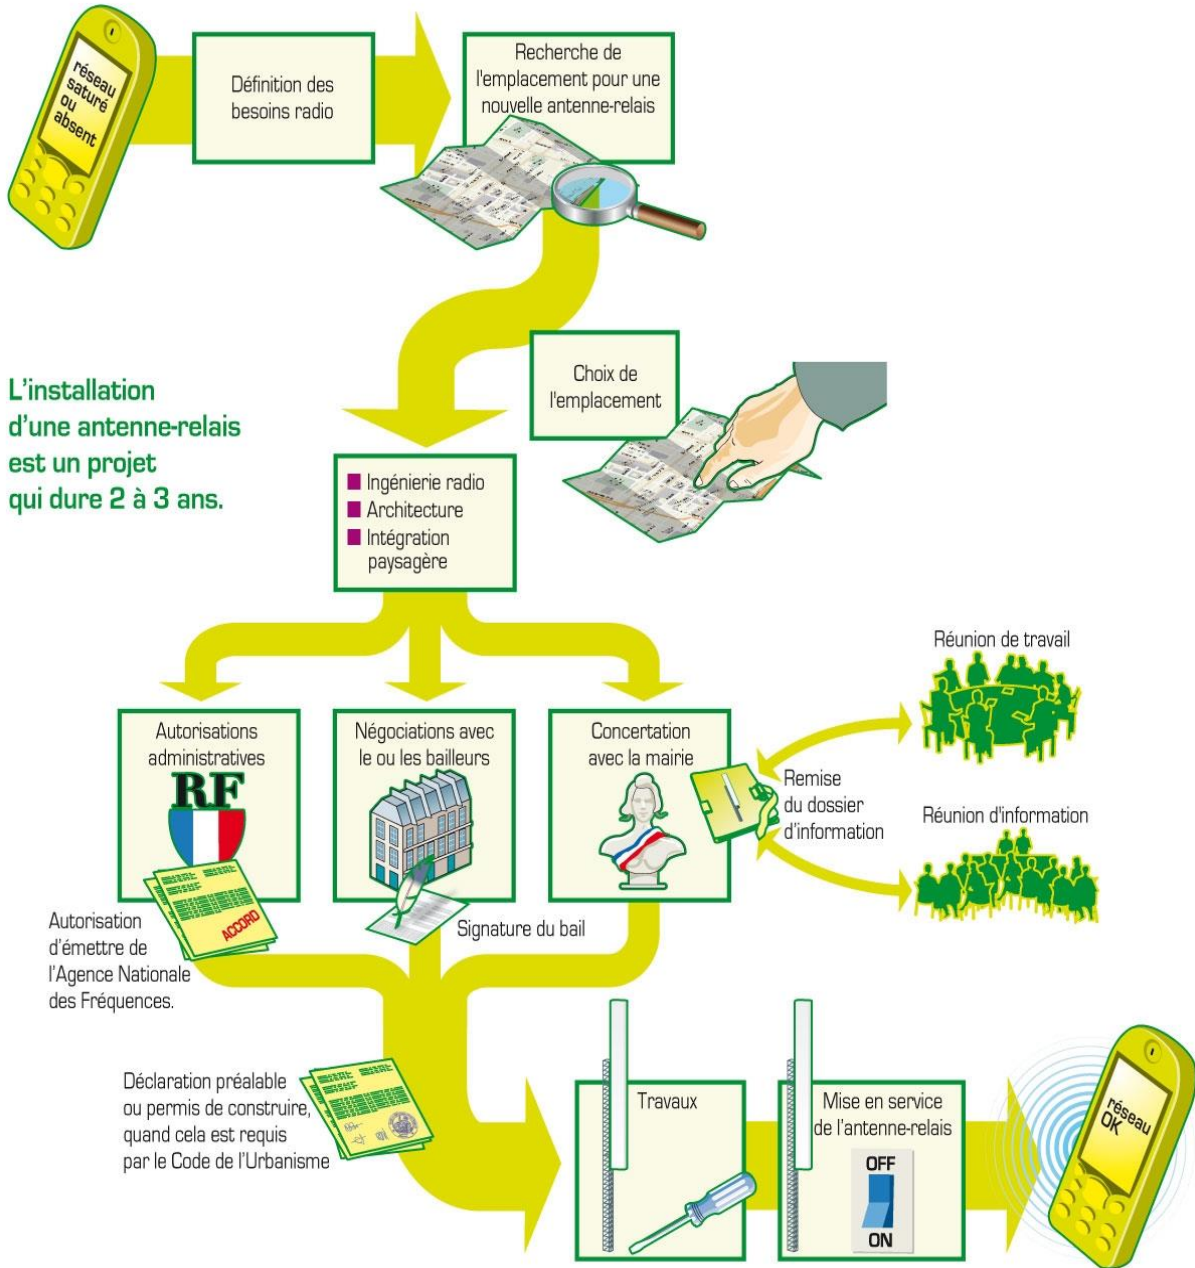 réseau
saturé
ou
absent
Définition des
besoins radio
Recherche de
l'emplacement pour une
nouvelle antenne-relais
Choix de
l'emplacement
L'installation
d'une antenne-relais
est un projet
qui dure 2 à 3 ans.
Ingénierie radio
Architecture
Intégration
paysagère
Autorisations
administratives
RF
ACCORD
Autorisation
d'émettre de
l'Agence Nationale
des Fréquences.
Négociations avec
le ou les bailleurs
Signature du bail
Concertation
avec la mairie
Remise
du dossier
d'information
Réunion de travail
Réunion d'information
Déclaration préalable
ou permis de construire,
quand cela est requis
par le Code de l'Urbanisme
Travaux
Mise en service
de l'antenne-relais
OFF
ON
réseau
OK